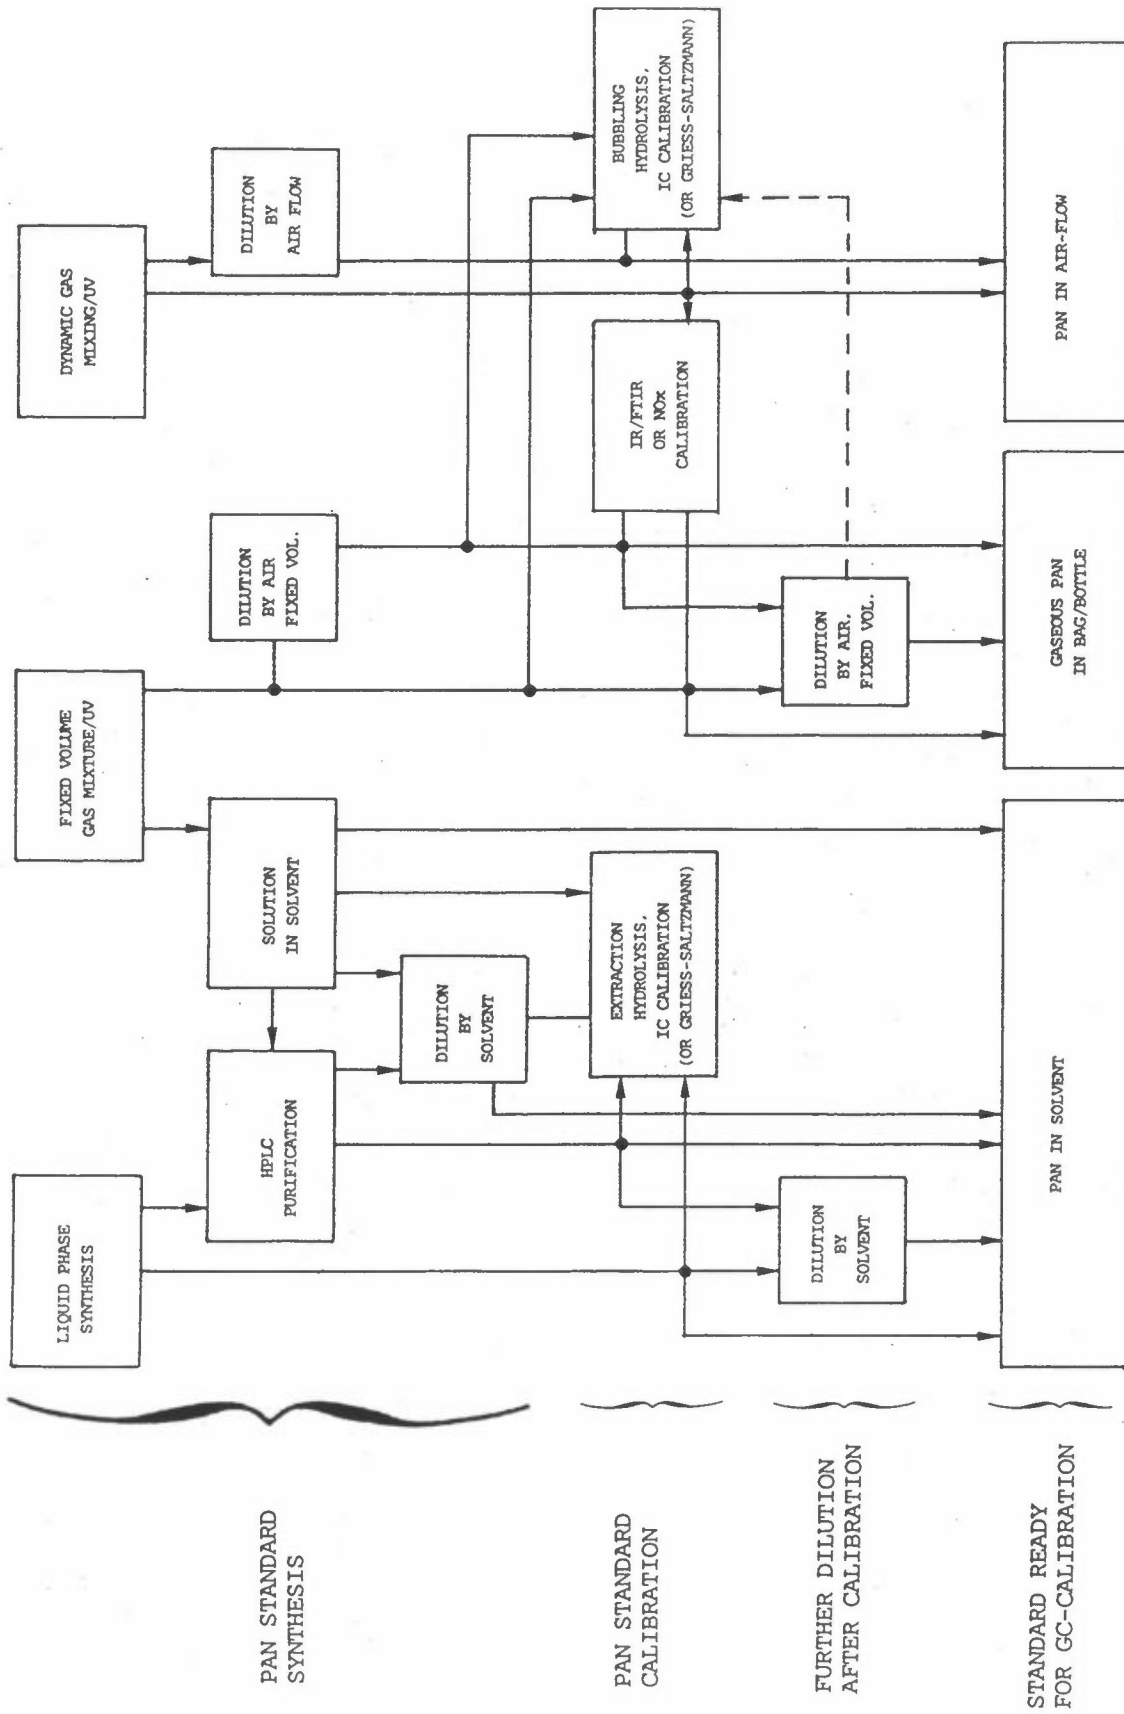 PAN STANDARD
SYNTHESIS
LIQUID PHASE
SYNTHESIS
FIXED VOLUME
GAS MIXTURE/UV
DYNAMIC GAS
MIXING/UV
HPLC
PURIFICATION
SOLUTION
IN SOLVENT
DILUTION
BY AIR
FIXED VOL.
DILUTION
BY
AIR FLOW
DILUTION
BY
SOLVENT
PAN STANDARD
CALIBRATION
EXTRACTION
HYDROLYSIS,
IC CALIBRATION
(OR GRIESS-SALTZMANN)
IR/FTIR
OR NOx
CALIBRATION
BUBBLING
HYDROLYSIS,
IC CALIBRATION
(OR GRIESS-SALTZMANN)
FURTHER DILUTION
AFTER CALIBRATION
DILUTION
BY
SOLVENT
DILUTION
BY AIR,
FIXED VOL.
STANDARD READY
FOR GC-CALIBRATION
PAN IN SOLVENT
GASEOUS PAN
IN BAG/BOTTLE
PAN IN AIR-FLOW